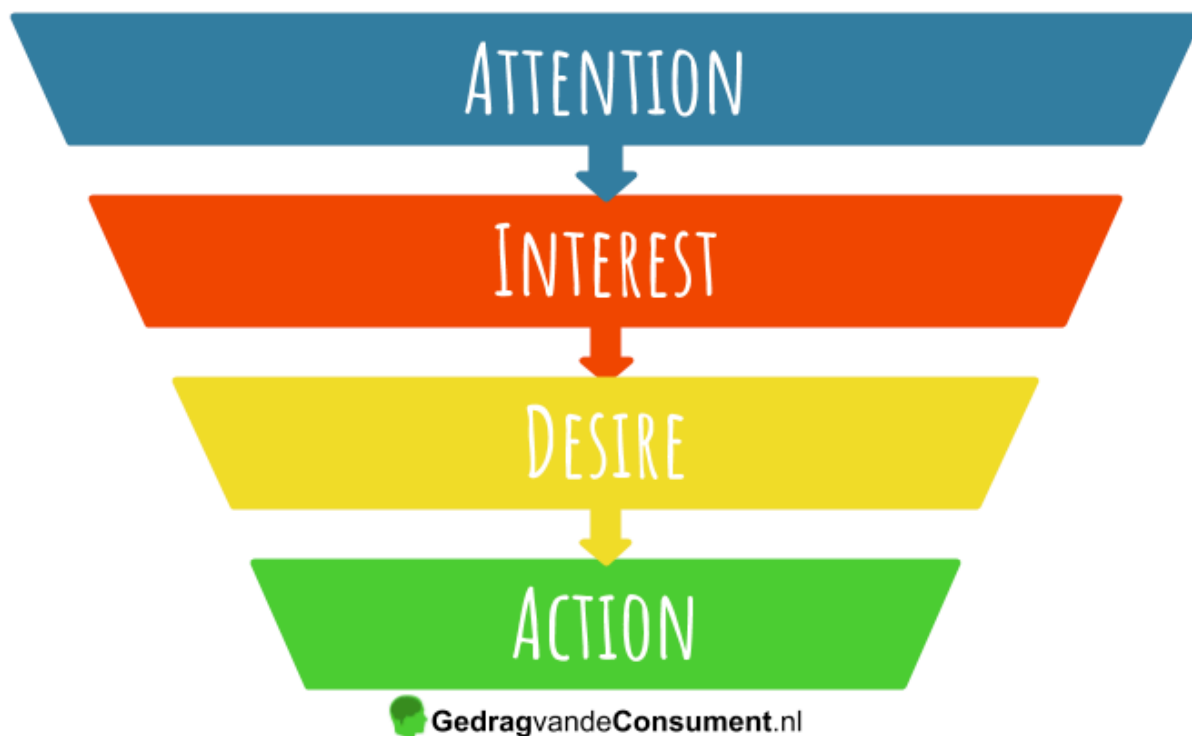 ATTENTION
INTEREST
DESIRE
ACTION
GedragvandeConsument.nl